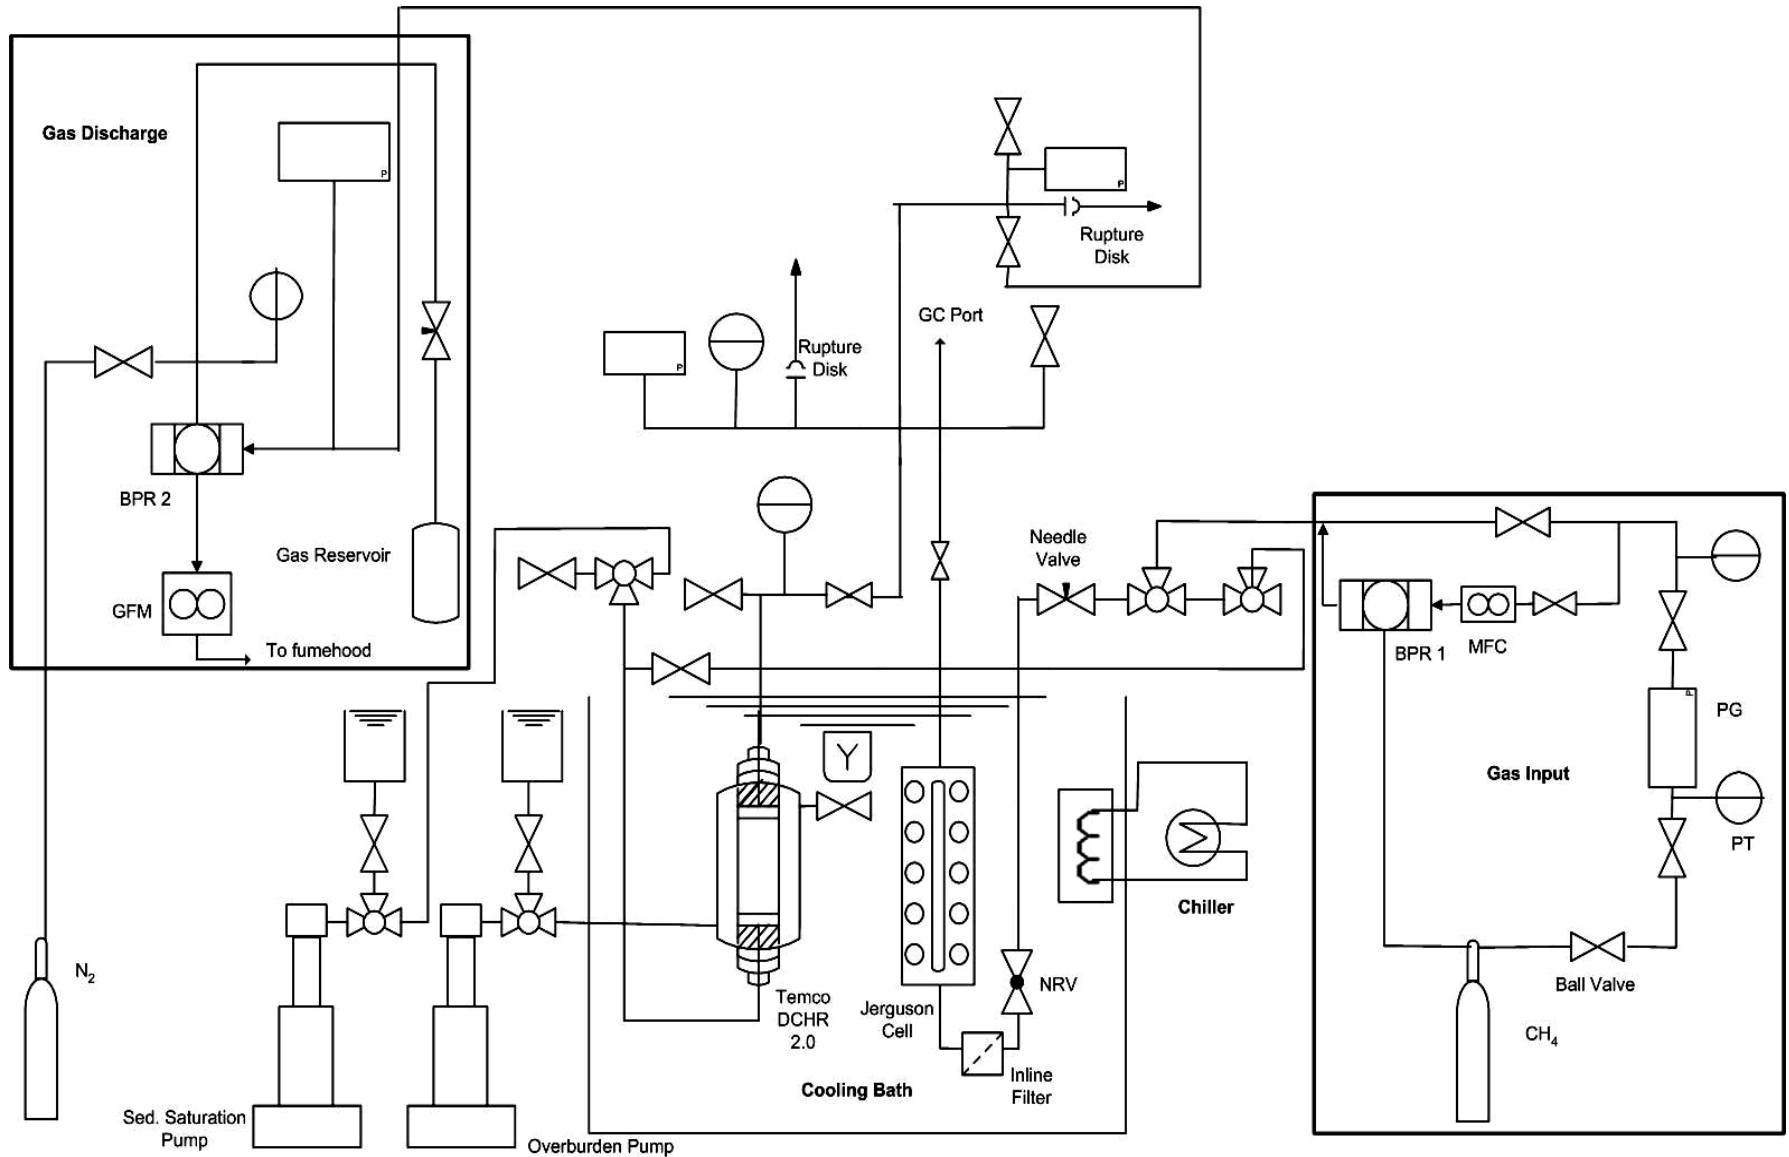 Gas Discharge
P
P
Rupture
Disk
GC Port
Rupture
Disk
P
BPR 2
Gas Reservoir
GFM
To fumehood
Needle
Valve
BPR 1
MFC
P
PG
Gas Input
PT
Y
Chiller
N2
Temco
DCHR
2.0
Jerguson
Cell
NRV
Ball Valve
CH4
Inline
Filter
Cooling Bath
Sed. Saturation
Pump
Overburden Pump